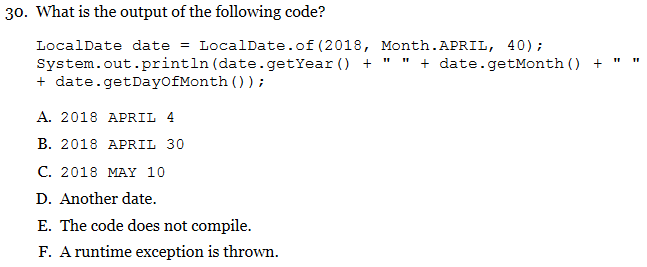 30. What is the output of the following code?
LocalDate date = LocalDate.of(2018, Month.APRIL, 40);
System.out.println(date.getYear() + " " + date.getMonth() + " "
+ date.getDayOfMonth());
A. 2018 APRIL 4
B. 2018 APRIL 30
C. 2018 MAY 10
D. Another date.
E. The code does not compile.
F. A runtime exception is thrown.